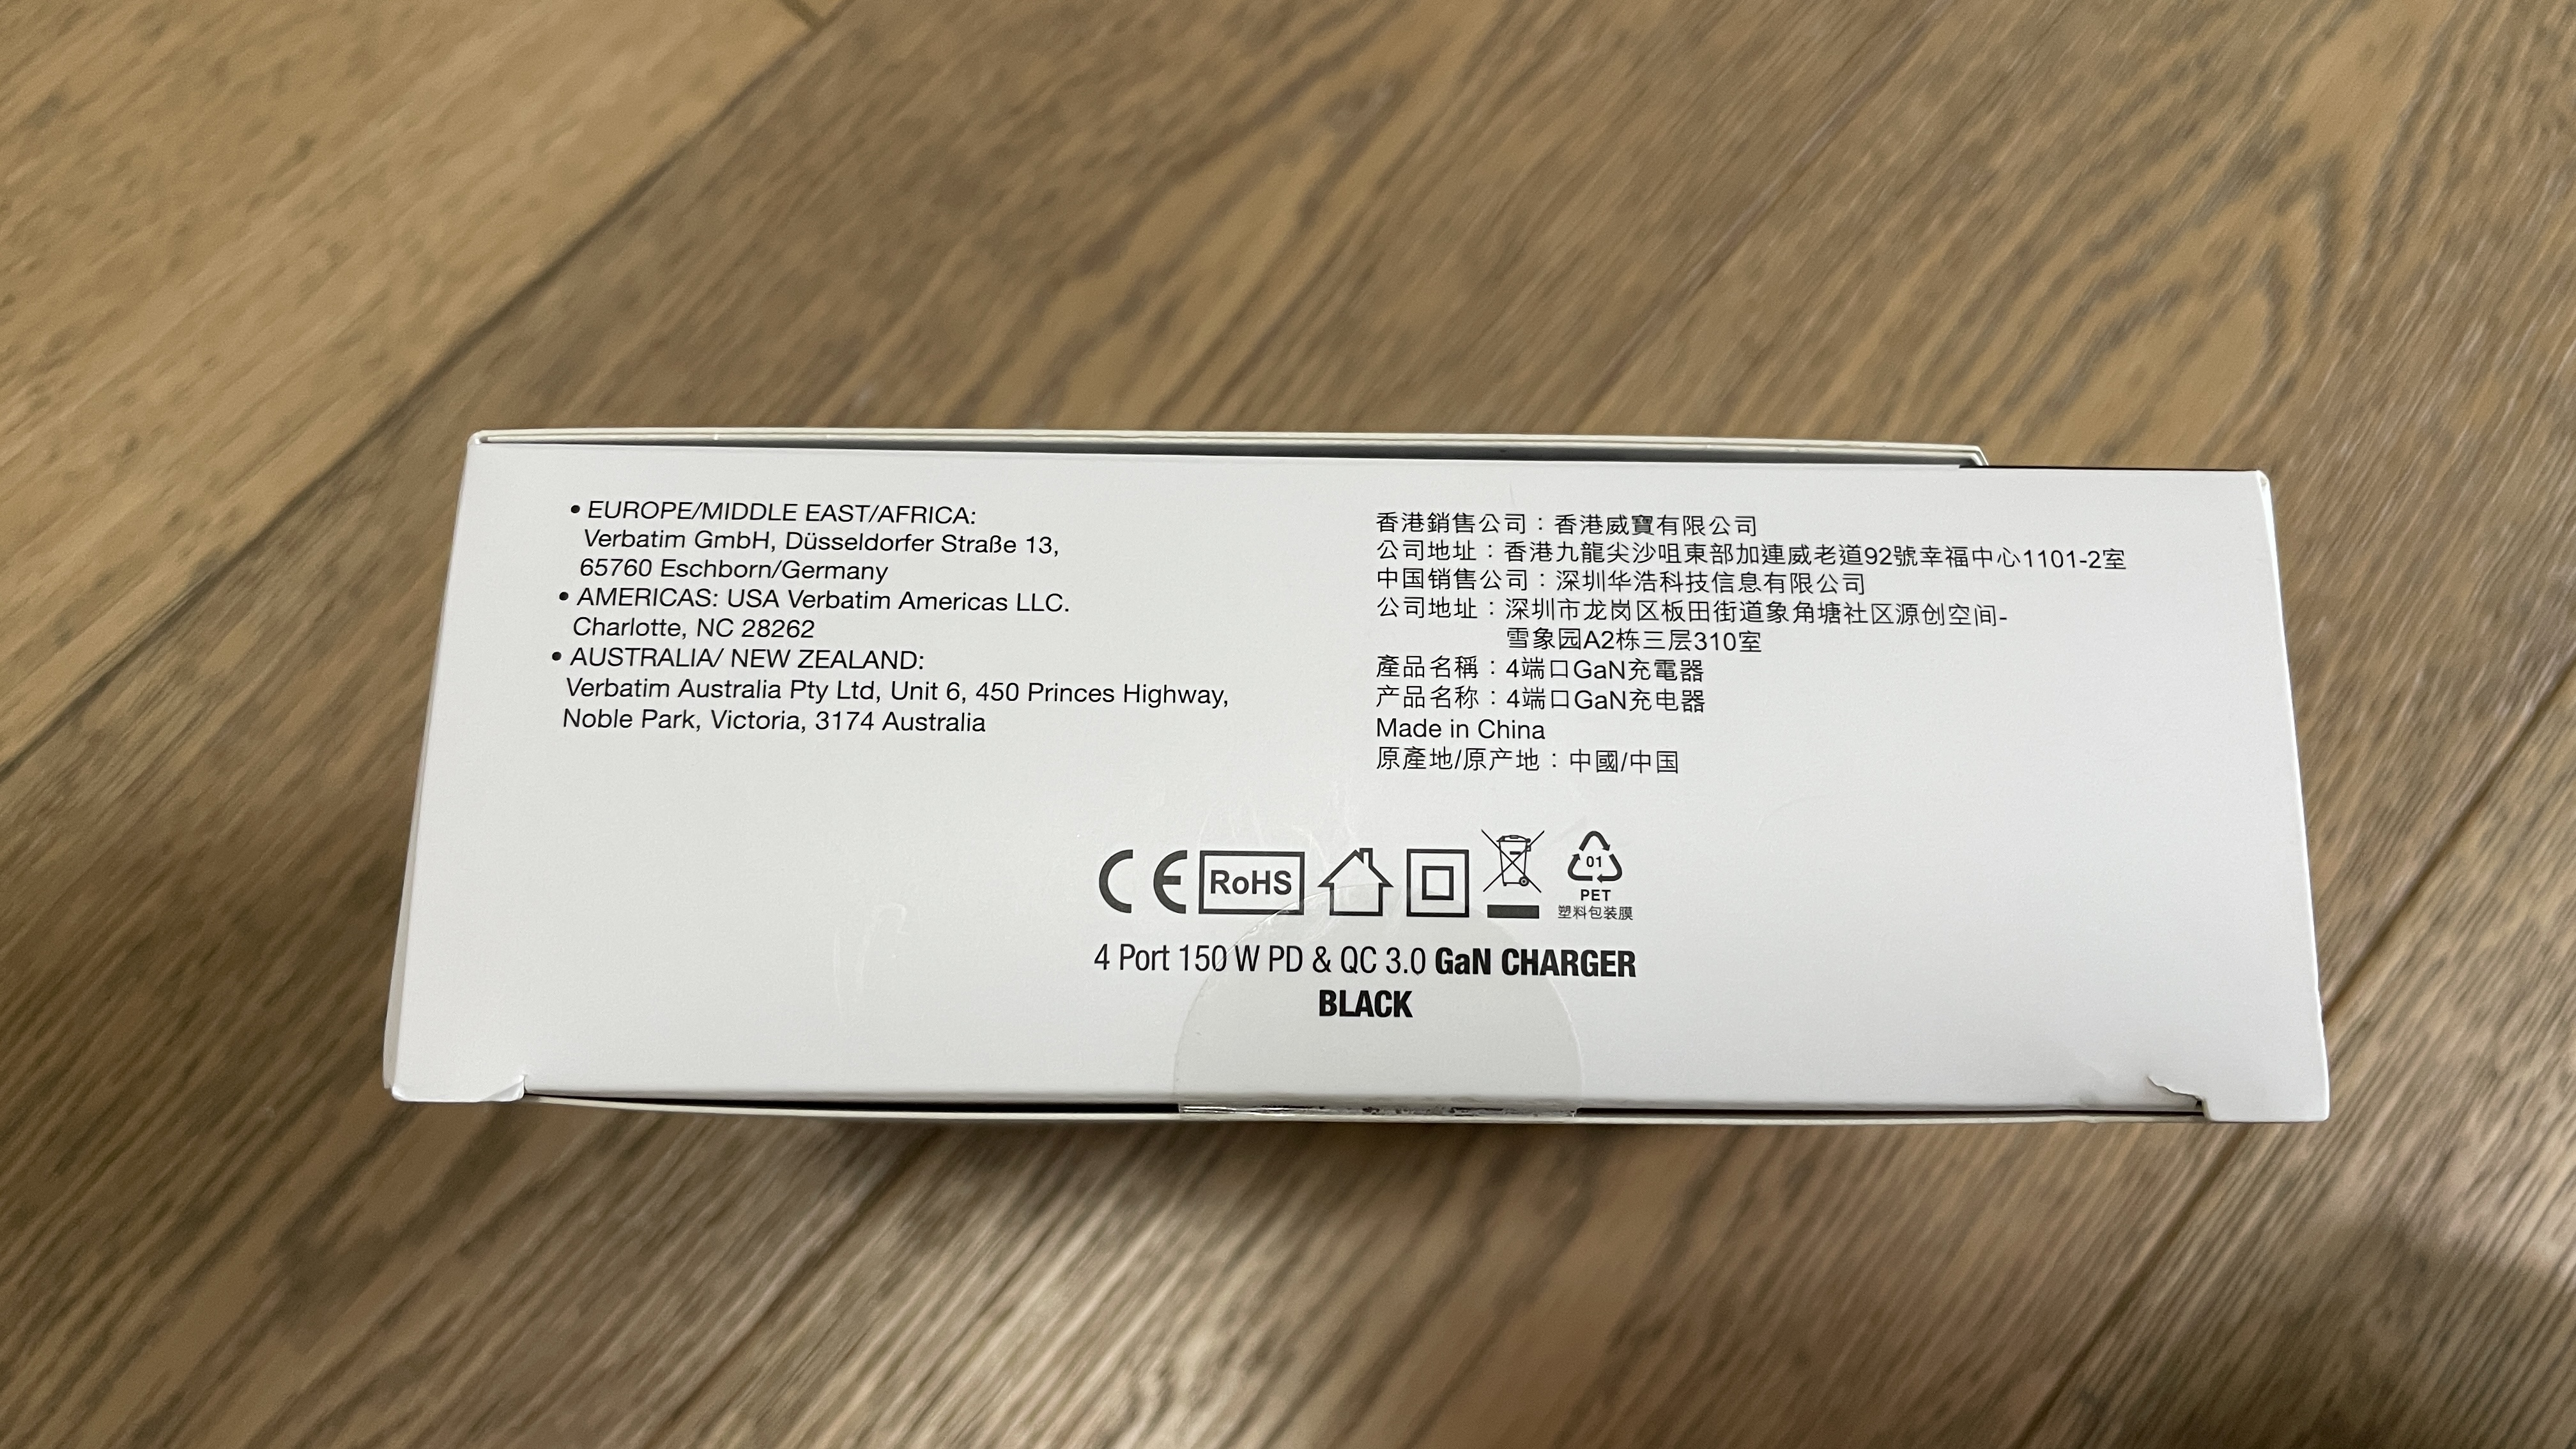 • EUROPE/MIDDLE EAST/AFRICA:
Verbatim GmbH, Düsseldorfer Straße 13,
65760 Eschborn/Germany
• AMERICAS: USA Verbatim Americas LLC.
Charlotte, NC 28262
• AUSTRALIA/ NEW ZEALAND:
Verbatim Australia Pty Ltd, Unit 6, 450 Princes Highway,
Noble Park, Victoria, 3174 Australia
香港銷售公司：香港威寶有限公司
公司地址：香港九龍尖沙咀東部加連威老道92號幸福中心1101-2室
中国销售公司：深圳华浩科技信息有限公司
公司地址：深圳市龙岗区板田街道象角塘社区源创空间-
雪象园A2栋三层310室
產品名稱：4端口GaN充電器
产品名称：4端口GaN充电器
Made in China
原產地/原产地：中國/中国
CE RoHS
01
PET
塑料包装膜
4 Port 150 W PD & QC 3.0 GaN CHARGER
BLACK